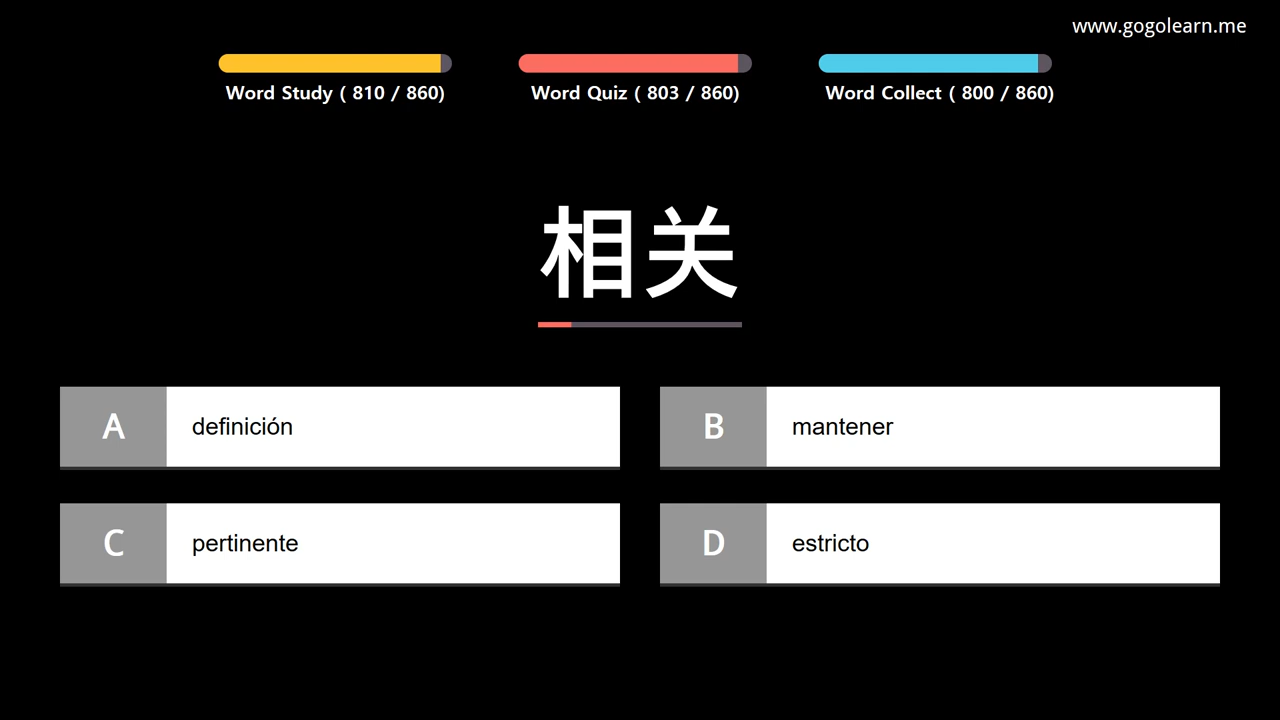 www.gogolearn.me
Word Study ( 810 / 860)
Word Quiz ( 803 / 860)
Word Collect ( 800 / 860)
相关
A definición
B mantener
C pertinente
D estricto